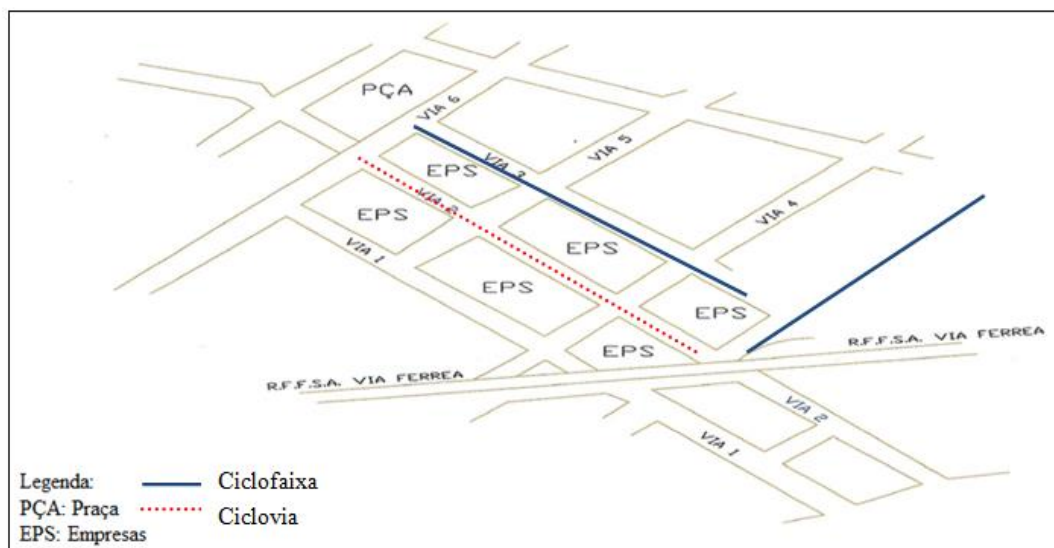 PÇA
VIA 6
VIA 3
VIA 5
EPS
VIA 2
EPS
VIA 4
VIA 1
EPS
EPS
EPS
EPS
R.F.F.S.A. VIA FERREA
R.F.F.S.A. VIA FERREA
VIA 2
VIA 1
Legenda:
Ciclofaixa
PÇA: Praça
Ciclovia
EPS: Empresas